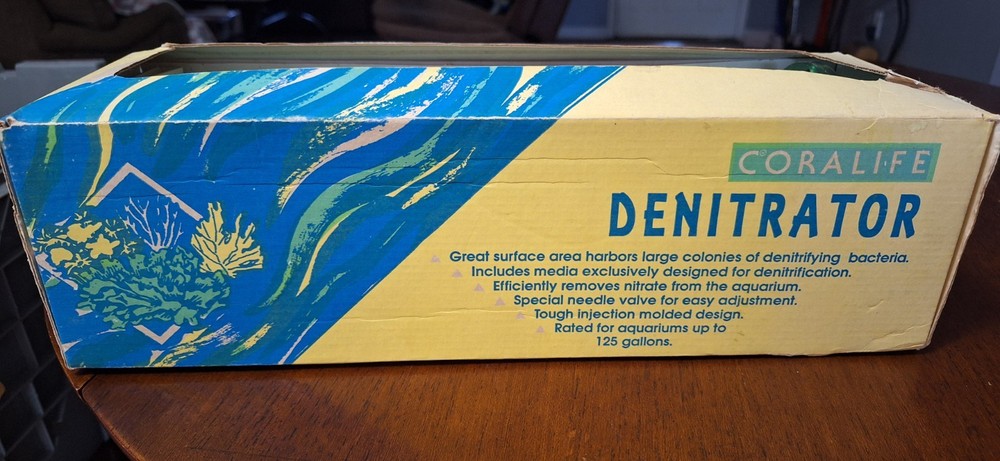 CORALIFE
DENITRATOR
Great surface area harbors large colonies of denitrifying bacteria.
Includes media exclusively designed for denitrification.
Efficiently removes nitrate from the aquarium.
Special needle valve for easy adjustment.
Tough injection molded design.
Rated for aquariums up to
125 gallons.